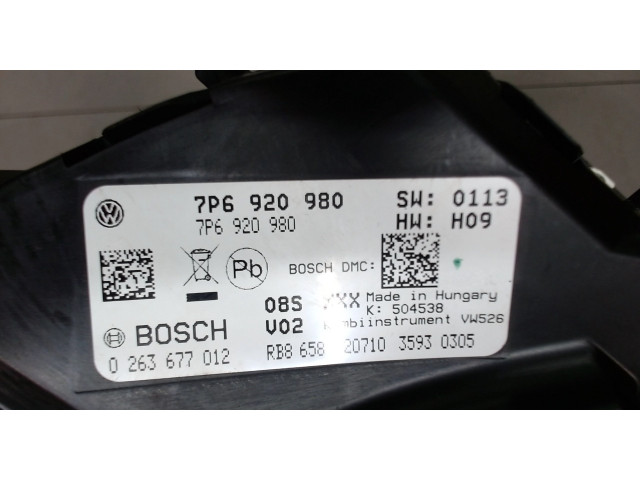 7P6 920 980 SW: 0113
7P6 920 980 HW: H09
Pb BOSCH DMC:
08S Made in Hungary
K: 504538
BOSCH V02 VW526
0 263 677 012 RB8 658 20710 3593 0305